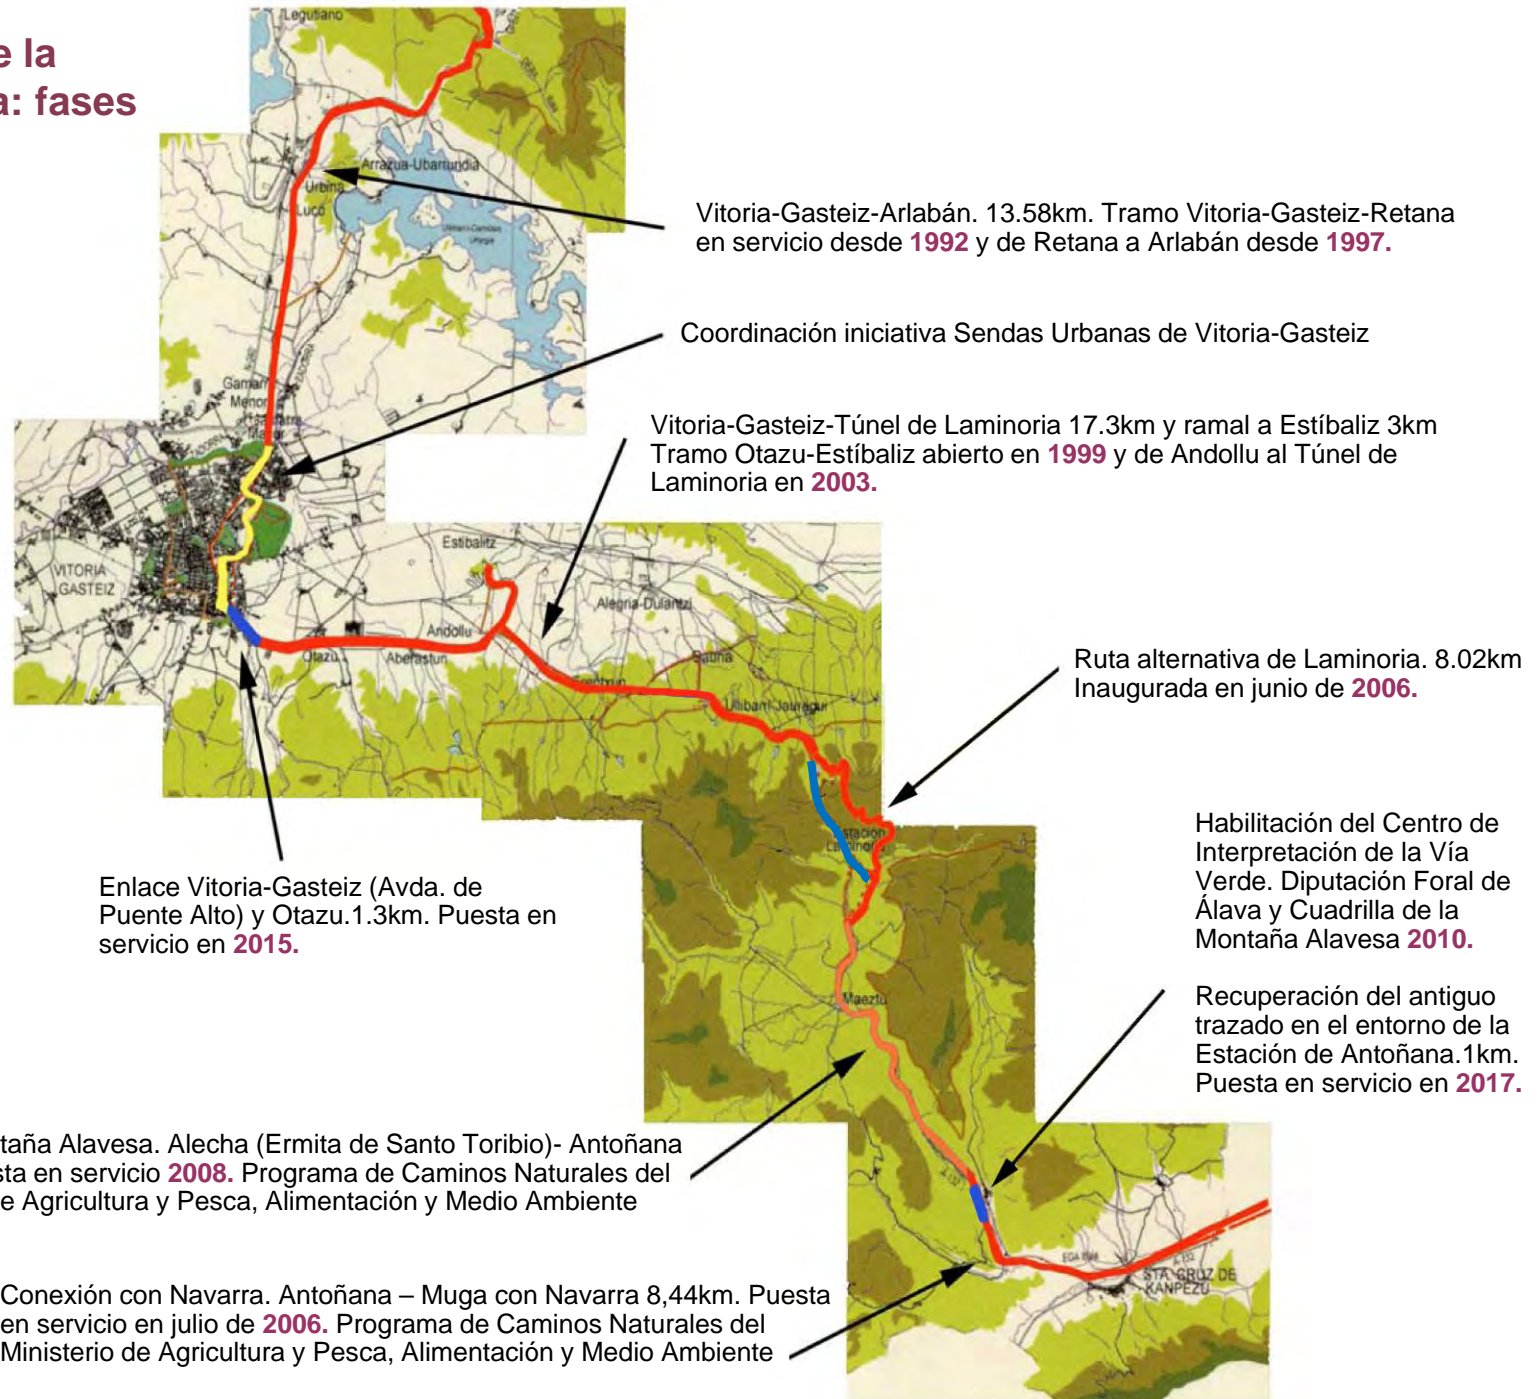 e la
a: fases
Legutiano
Arrazua-Ubarrundia
Urbina
Luco
Vitoria-Gasteiz-Arlabán. 13.58km. Tramo Vitoria-Gasteiz-Retana
en servicio desde 1992 y de Retana a Arlabán desde 1997.
Coordinación iniciativa Sendas Urbanas de Vitoria-Gasteiz
Gamarr
Menor
Vitoria-Gasteiz-Túnel de Laminoria 17.3km y ramal a Estíbaliz 3km
Tramo Otazu-Estíbaliz abierto en 1999 y de Andollu al Túnel de
Laminoria en 2003.
Estibalitz
VITORIA
GASTEIZ
Alegria-Dulantzi
Andollu
Otazu
Aberasturi
Gauna
Erentxun
Ullibarri-Jauregui
Ruta alternativa de Laminoria. 8.02km
Inaugurada en junio de 2006.
Estación
Laminoria
Habilitación del Centro de
Interpretación de la Vía
Verde. Diputación Foral de
Álava y Cuadrilla de la
Montaña Alavesa 2010.
Enlace Vitoria-Gasteiz (Avda. de
Puente Alto) y Otazu.1.3km. Puesta en
servicio en 2015.
Maeztu
Recuperación del antiguo
trazado en el entorno de la
Estación de Antoñana.1km.
Puesta en servicio en 2017.
taña Alavesa. Alecha (Ermita de Santo Toribio)- Antoñana
sta en servicio 2008. Programa de Caminos Naturales del
e Agricultura y Pesca, Alimentación y Medio Ambiente
STA. CRUZ DE
KANPEZU
Conexión con Navarra. Antoñana – Muga con Navarra 8,44km. Puesta
en servicio en julio de 2006. Programa de Caminos Naturales del
Ministerio de Agricultura y Pesca, Alimentación y Medio Ambiente